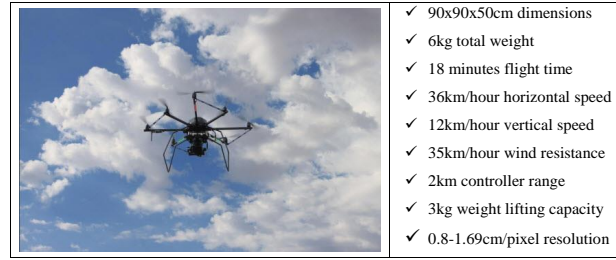 ✓ 90x90x50cm dimensions
✓ 6kg total weight
✓ 18 minutes flight time
✓ 36km/hour horizontal speed
✓ 12km/hour vertical speed
✓ 35km/hour wind resistance
✓ 2km controller range
✓ 3kg weight lifting capacity
✓ 0.8-1.69cm/pixel resolution